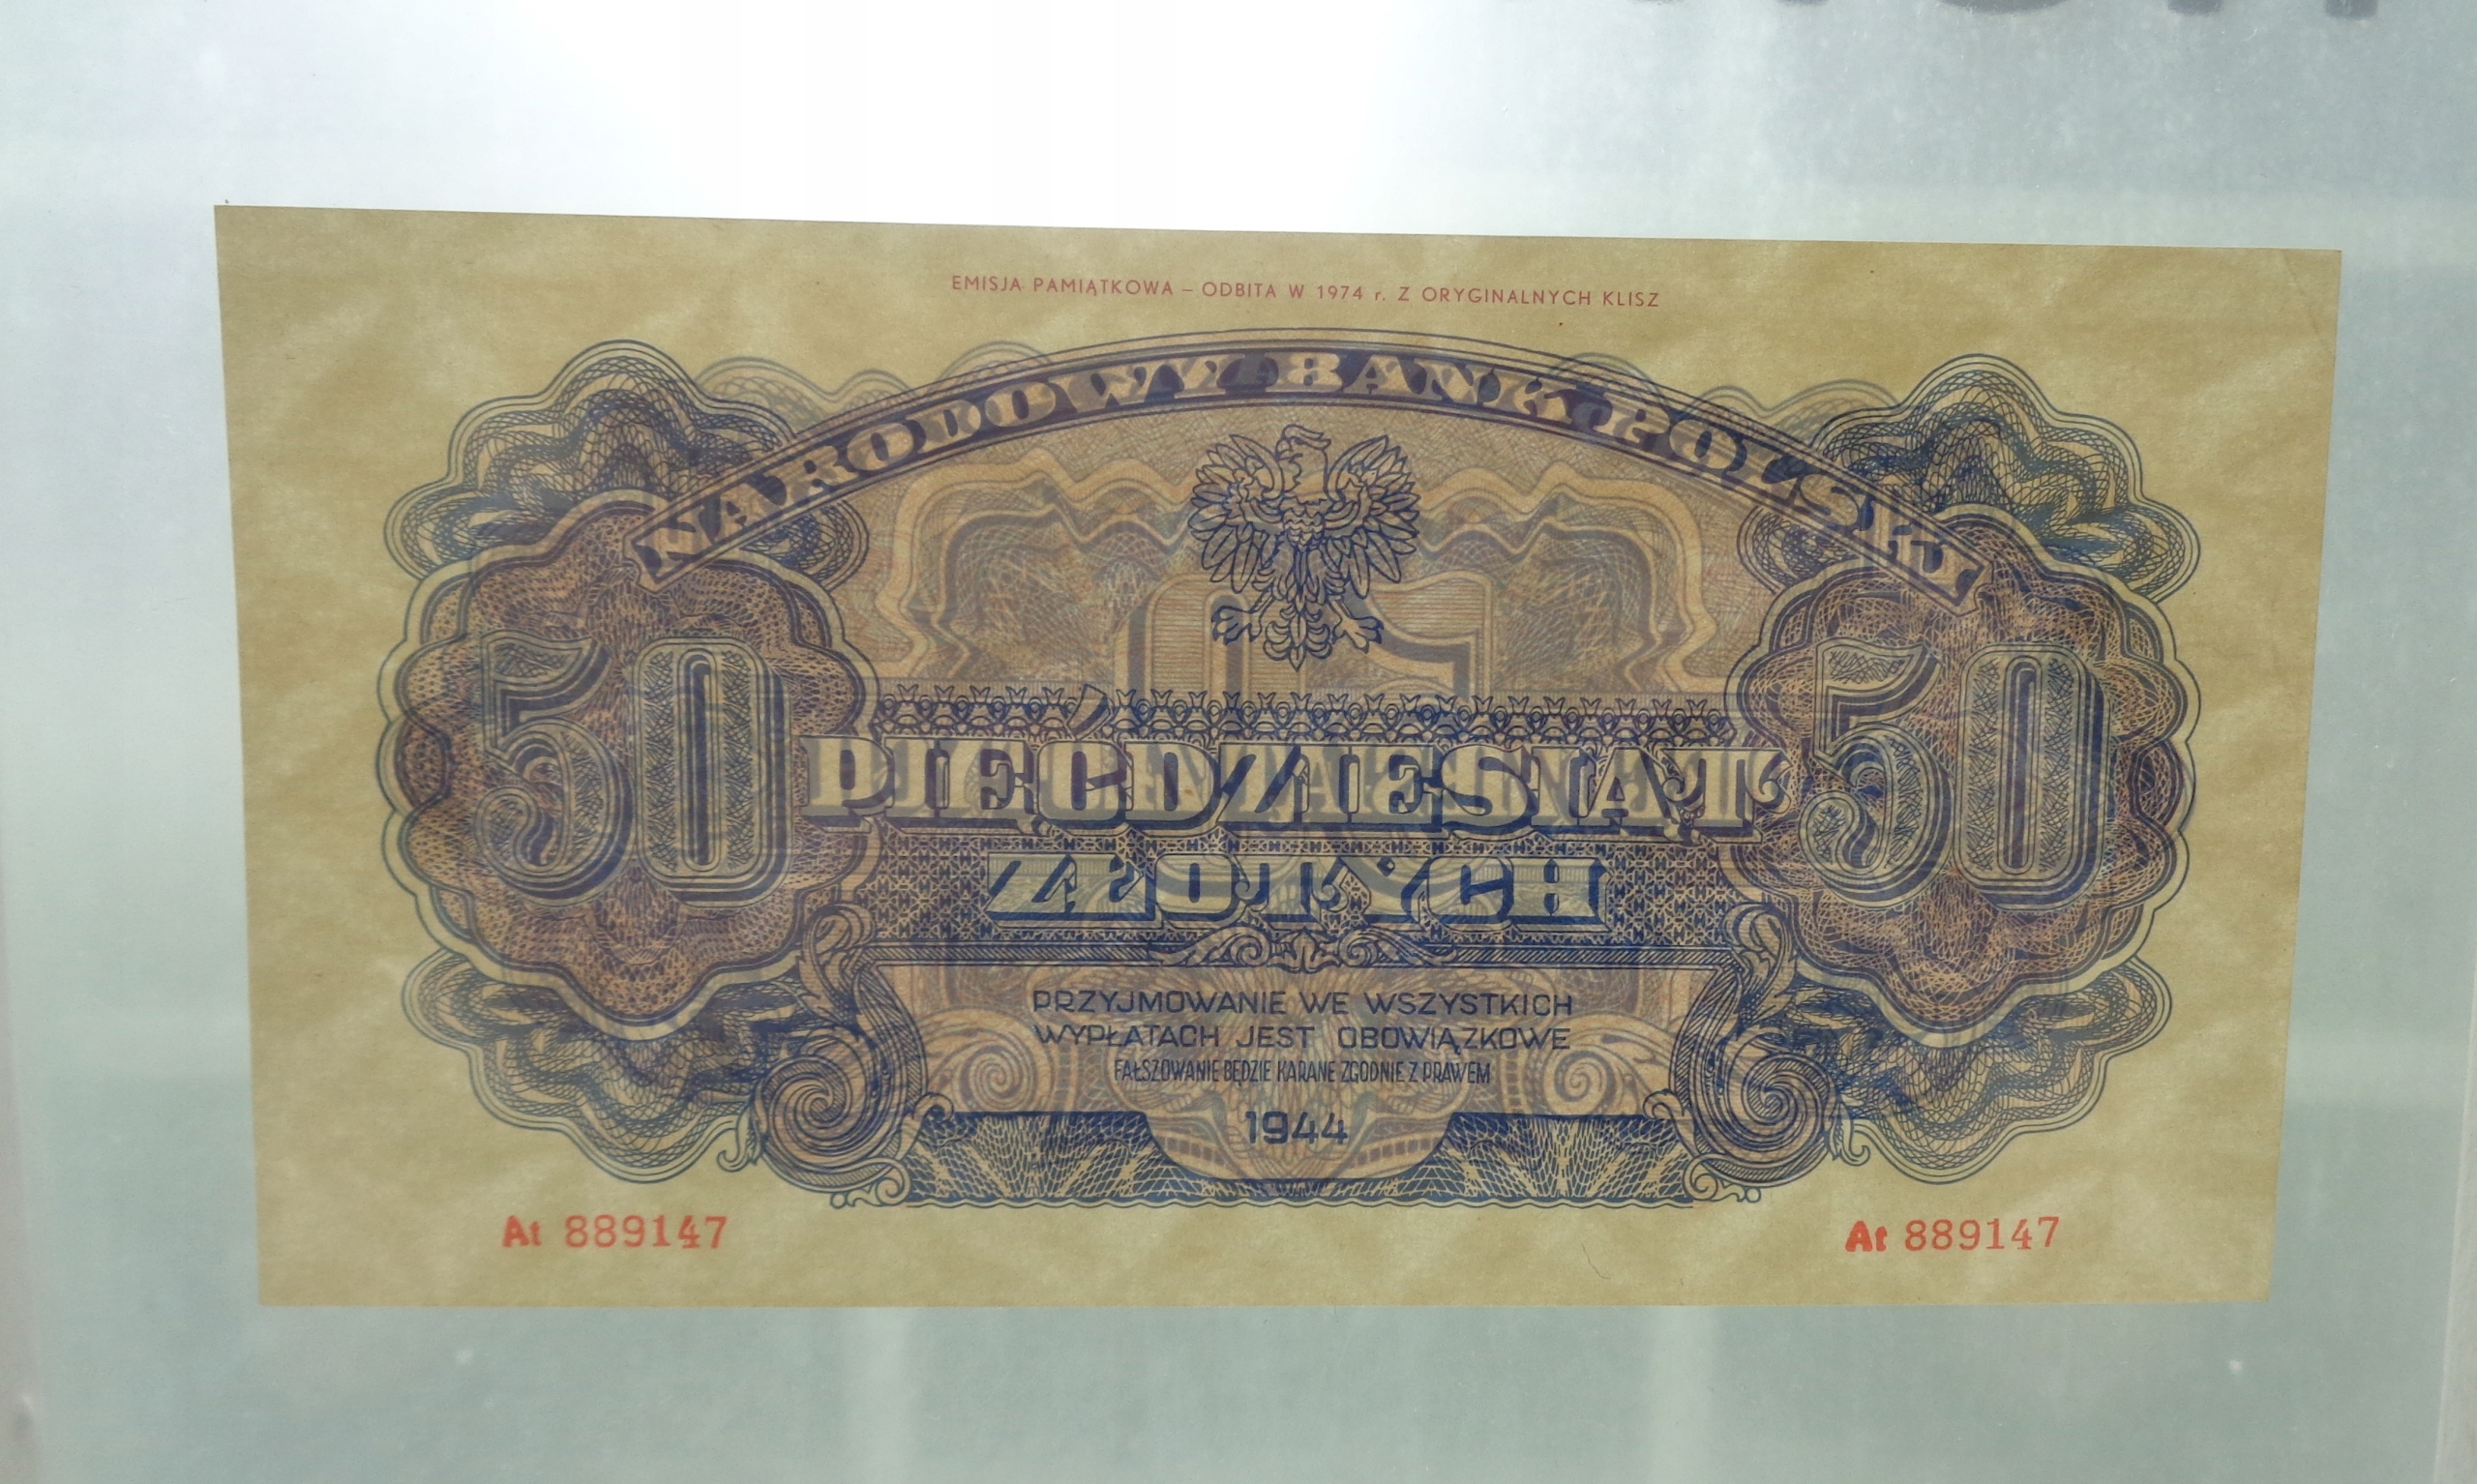 EMISJA PAMIĄTKOWA – ODBITA W 1974 r. Z ORYGINALNYCH KLISZ
NARODOWY BANK POLSKI
50 50
PIĘĆDZIESIĄT
ZŁOTYCH
PRZYJMOWANIE WE WSZYSTKICH
WYPŁATACH JEST OBOWIĄZKOWE
FAŁSZOWANIE BĘDZIE KARANE ZGODNIE Z PRAWEM
1944
At 889147 At 889147